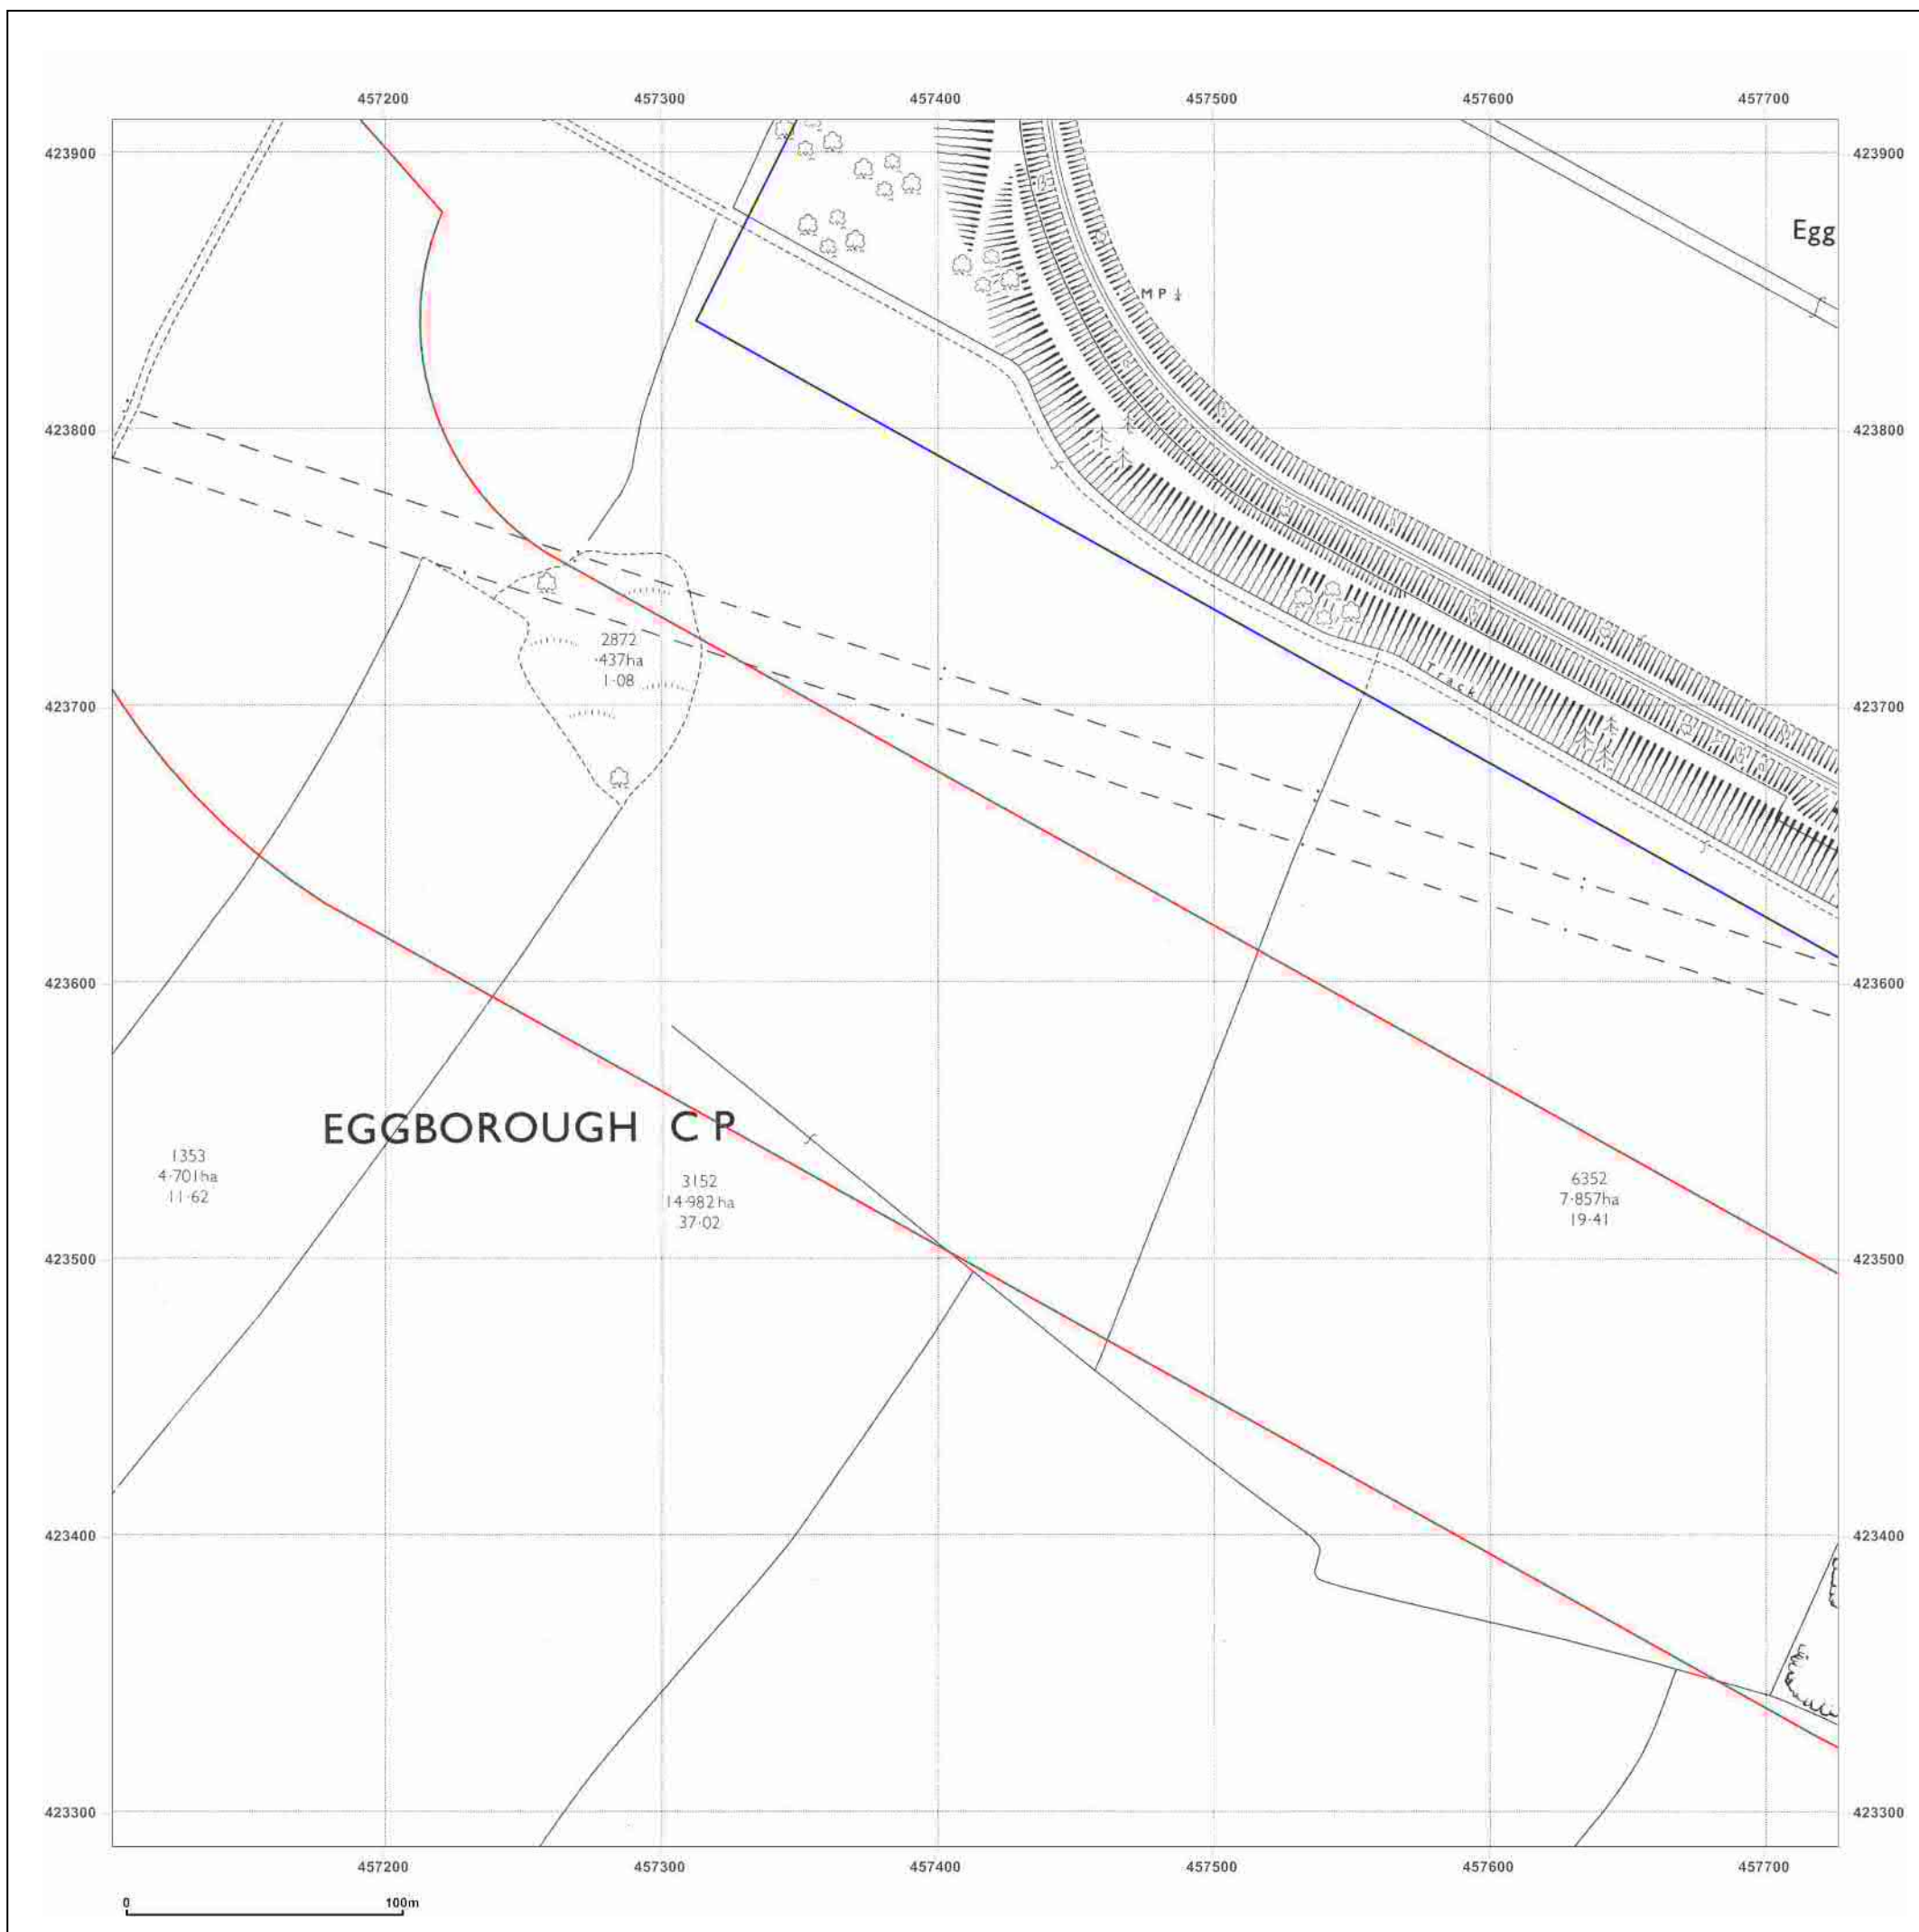 457200 457300 457400 457500 457600 457700
423900 423900
Egg
MP ¼
423800 423800
2872
·437ha
1·08
Track
423700 423700
423600 423600
EGGBOROUGH CP
1353
4·701ha
11·62
3152
14·982ha
37·02
6352
7·857ha
19·41
423500 423500
423400 423400
423300 423300
457200 457300 457400 457500 457600 457700
0 100m